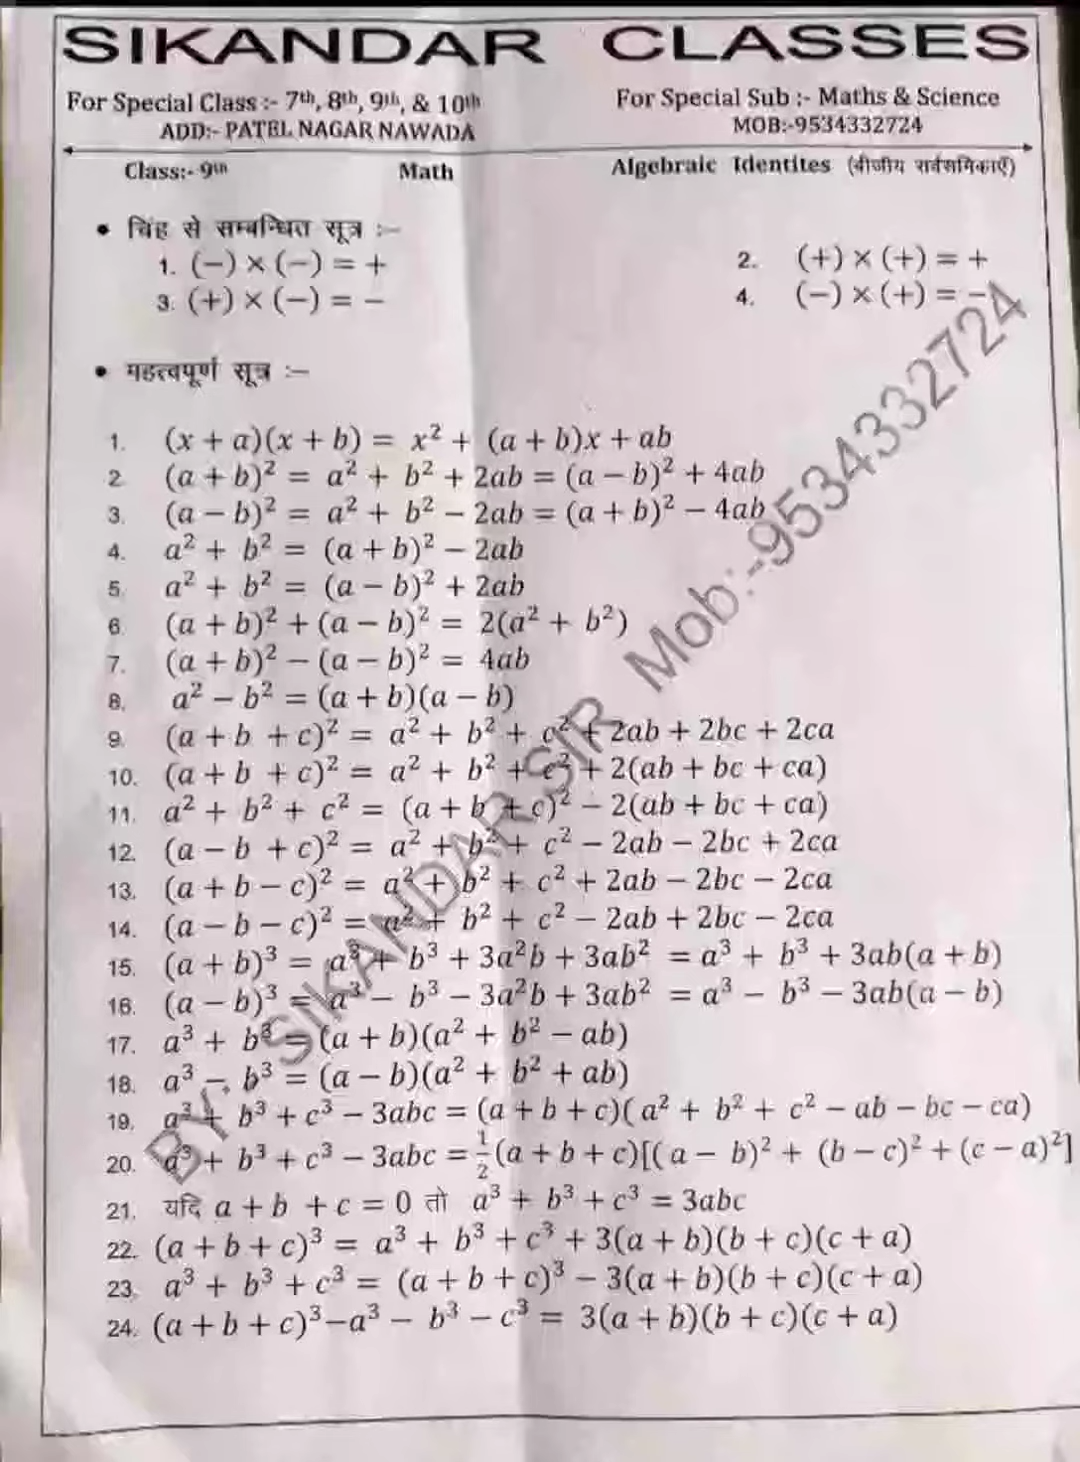 SIKANDAR CLASSES
For Special Class :- 7th, 8th, 9th, & 10th For Special Sub :- Maths & Science
ADD:- PATEL NAGAR NAWADA MOB:-9534332724
Class:- 9th Math Algebraic Identites (बीजीय सर्वसमिकाएँ)
• चिंह से सम्बन्धित सूत्र :–
1. (−) × (−) = + 2. (+) × (+) = +
3. (+) × (−) = − 4. (−) × (+) = −
• महत्वपूर्ण सूत्र :–
1. (x + a)(x + b) = x² + (a + b)x + ab
2. (a + b)² = a² + b² + 2ab = (a − b)² + 4ab
3. (a − b)² = a² + b² − 2ab = (a + b)² − 4ab
4. a² + b² = (a + b)² − 2ab
5. a² + b² = (a − b)² + 2ab
6. (a + b)² + (a − b)² = 2(a² + b²)
7. (a + b)² − (a − b)² = 4ab
8. a² − b² = (a + b)(a − b)
9. (a + b + c)² = a² + b² + c² + 2ab + 2bc + 2ca
10. (a + b + c)² = a² + b² + c² + 2(ab + bc + ca)
11. a² + b² + c² = (a + b + c)² − 2(ab + bc + ca)
12. (a − b + c)² = a² + b² + c² − 2ab − 2bc + 2ca
13. (a + b − c)² = a² + b² + c² + 2ab − 2bc − 2ca
14. (a − b − c)² = a² + b² + c² − 2ab + 2bc − 2ca
15. (a + b)³ = a³ + b³ + 3a²b + 3ab² = a³ + b³ + 3ab(a + b)
16. (a − b)³ = a³ − b³ − 3a²b + 3ab² = a³ − b³ − 3ab(a − b)
17. a³ + b³ = (a + b)(a² + b² − ab)
18. a³ − b³ = (a − b)(a² + b² + ab)
19. a³ + b³ + c³ − 3abc = (a + b + c)( a² + b² + c² − ab − bc − ca)
20. a³ + b³ + c³ − 3abc = ½(a + b + c)[( a − b)² + (b − c)² + (c − a)²]
21. यदि a + b + c = 0 तो a³ + b³ + c³ = 3abc
22. (a + b + c)³ = a³ + b³ + c³ + 3(a + b)(b + c)(c + a)
23. a³ + b³ + c³ = (a + b + c)³ − 3(a + b)(b + c)(c + a)
24. (a + b + c)³−a³ − b³ − c³ = 3(a + b)(b + c)(c + a)
BY SIKANDAR SIR Mob:-9534332724